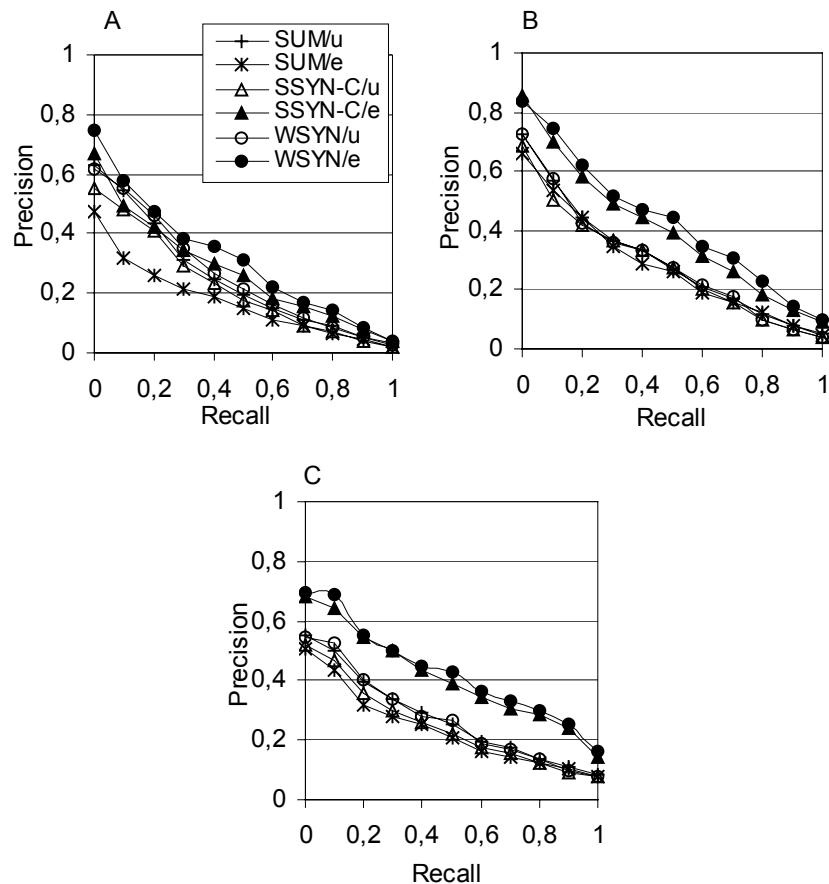 A
1
0,8
0,6
0,4
0,2
0
Precision
0 0,2 0,4 0,6 0,8 1
Recall
SUM/u
SUM/e
SSYN-C/u
SSYN-C/e
WSYN/u
WSYN/e
B
1
0,8
0,6
0,4
0,2
0
Precision
0 0,2 0,4 0,6 0,8 1
Recall
C
1
0,8
0,6
0,4
0,2
0
Precision
0 0,2 0,4 0,6 0,8 1
Recall